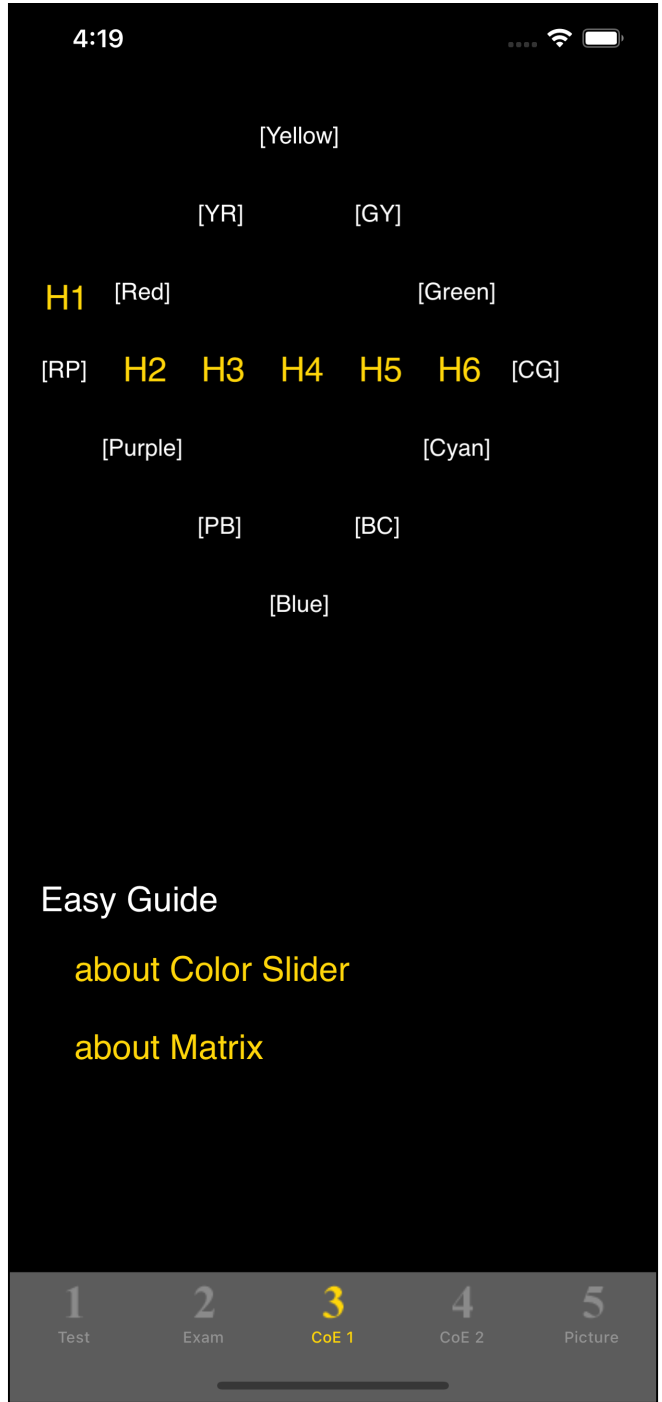 4:19
[Yellow]
[YR] [GY]
H1 [Red] [Green]
[RP] H2 H3 H4 H5 H6 [CG]
[Purple] [Cyan]
[PB] [BC]
[Blue]
Easy Guide
about Color Slider
about Matrix
1 2 3 4 5
Test Exam CoE 1 CoE 2 Picture